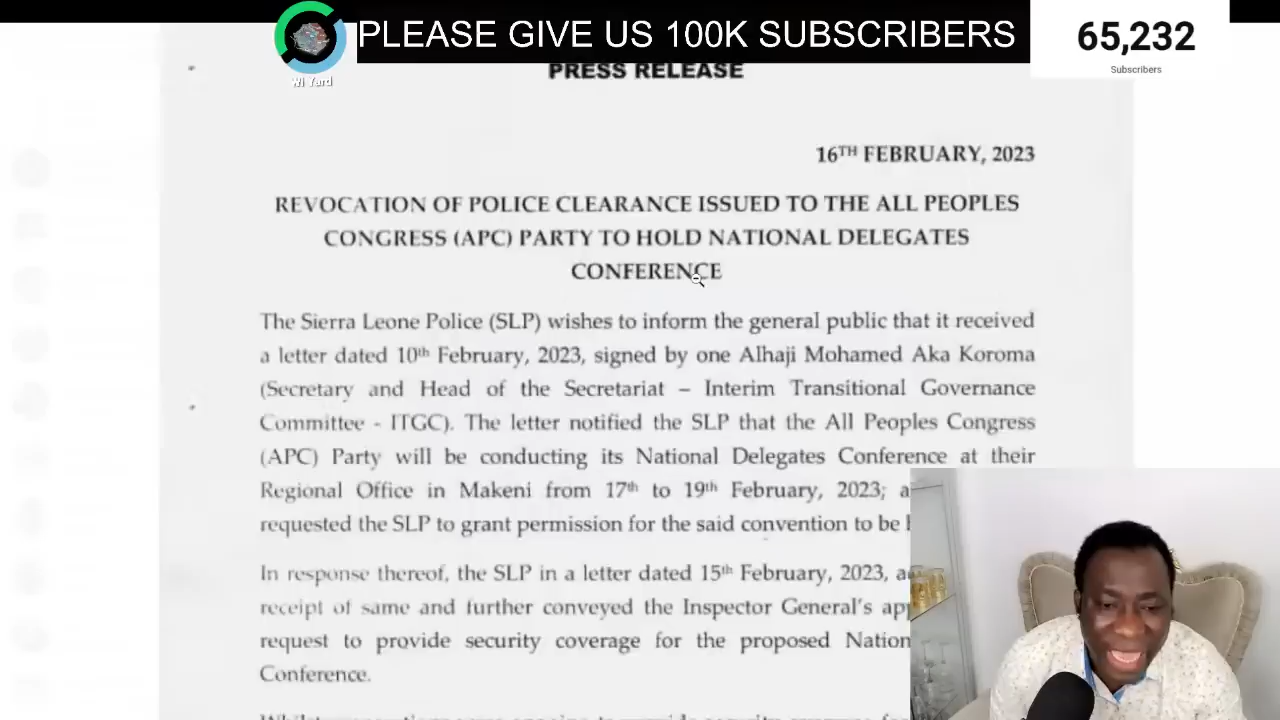 PLEASE GIVE US 100K SUBSCRIBERS
65,232
Subscribers
Wi Yard
PRESS RELEASE
16TH FEBRUARY, 2023
REVOCATION OF POLICE CLEARANCE ISSUED TO THE ALL PEOPLES
CONGRESS (APC) PARTY TO HOLD NATIONAL DELEGATES
CONFERENCE
The Sierra Leone Police (SLP) wishes to inform the general public that it received
a letter dated 10th February, 2023, signed by one Alhaji Mohamed Aka Koroma
(Secretary and Head of the Secretariat – Interim Transitional Governance
Committee - ITGC). The letter notified the SLP that the All Peoples Congress
(APC) Party will be conducting its National Delegates Conference at their
Regional Office in Makeni from 17th to 19th February, 2023; a
requested the SLP to grant permission for the said convention to be
In response thereof, the SLP in a letter dated 15th February, 2023, a
receipt of same and further conveyed the Inspector General's ap
request to provide security coverage for the proposed Nation
Conference.